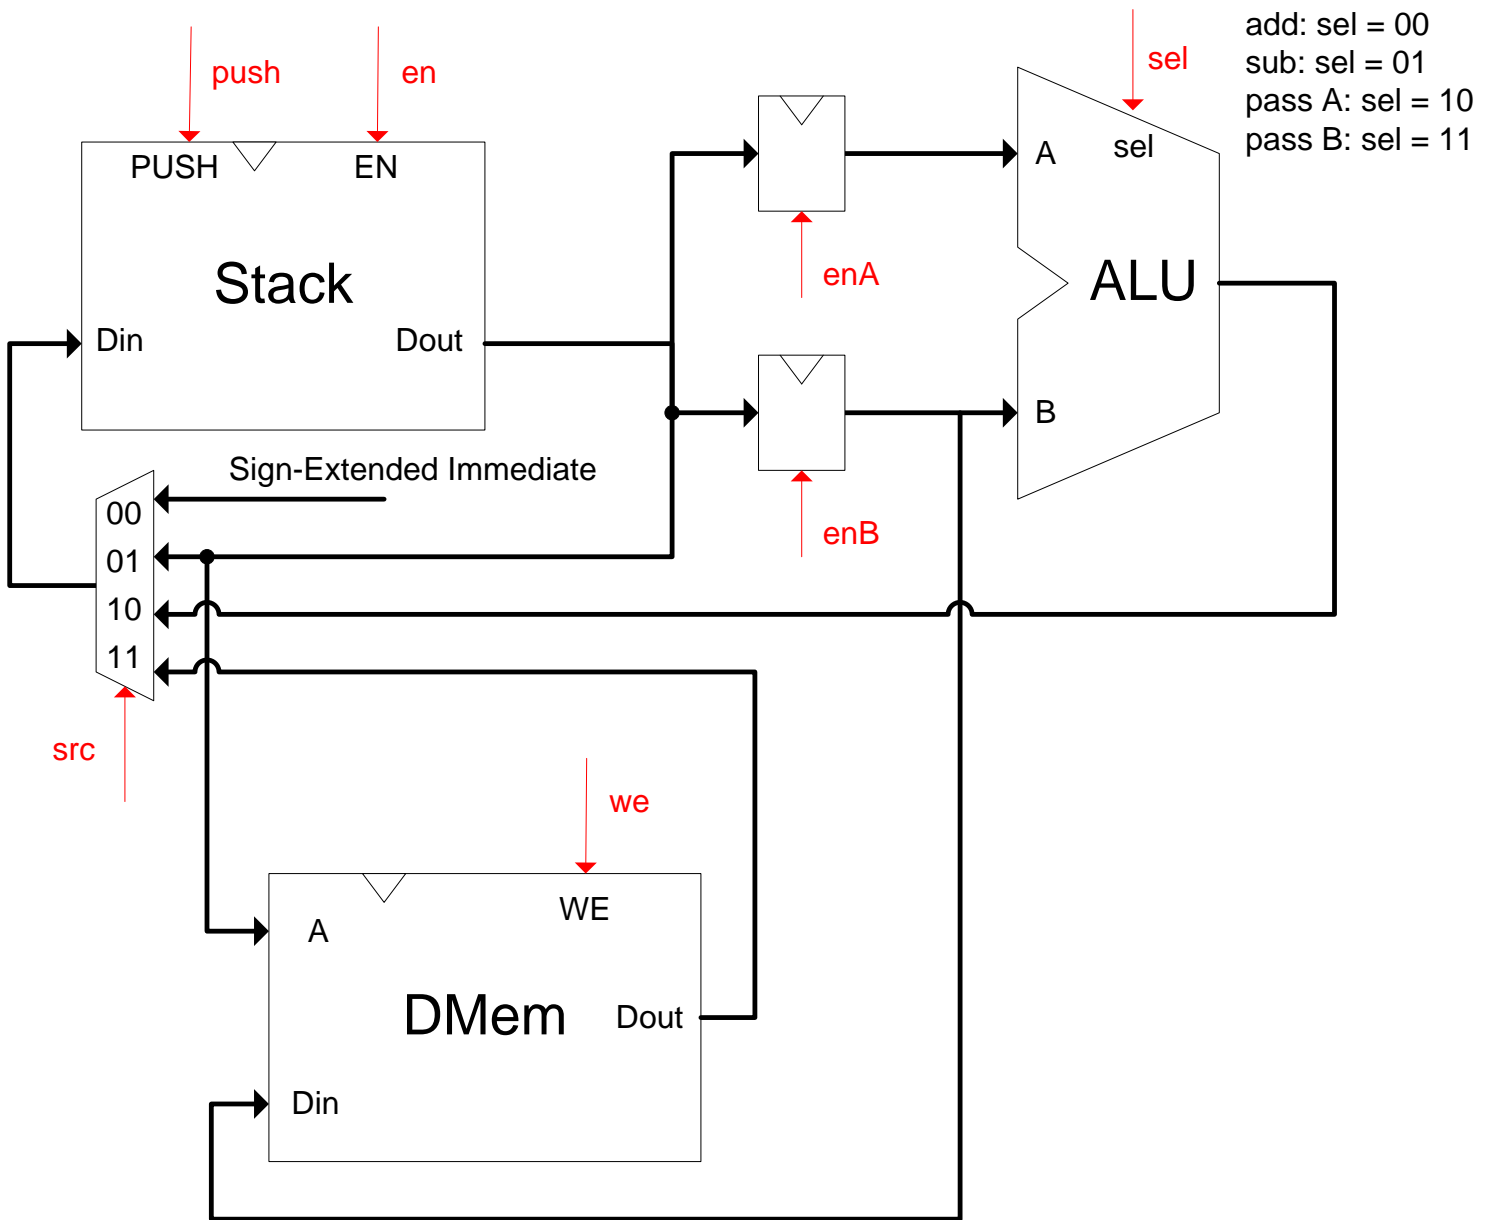 add: sel = 00
sub: sel = 01
pass A: sel = 10
pass B: sel = 11
push
en
sel
PUSH
EN
sel
A
Stack
enA
ALU
Din
Dout
B
Sign-Extended Immediate
00
01
10
11
enB
src
we
WE
A
DMem
Dout
Din